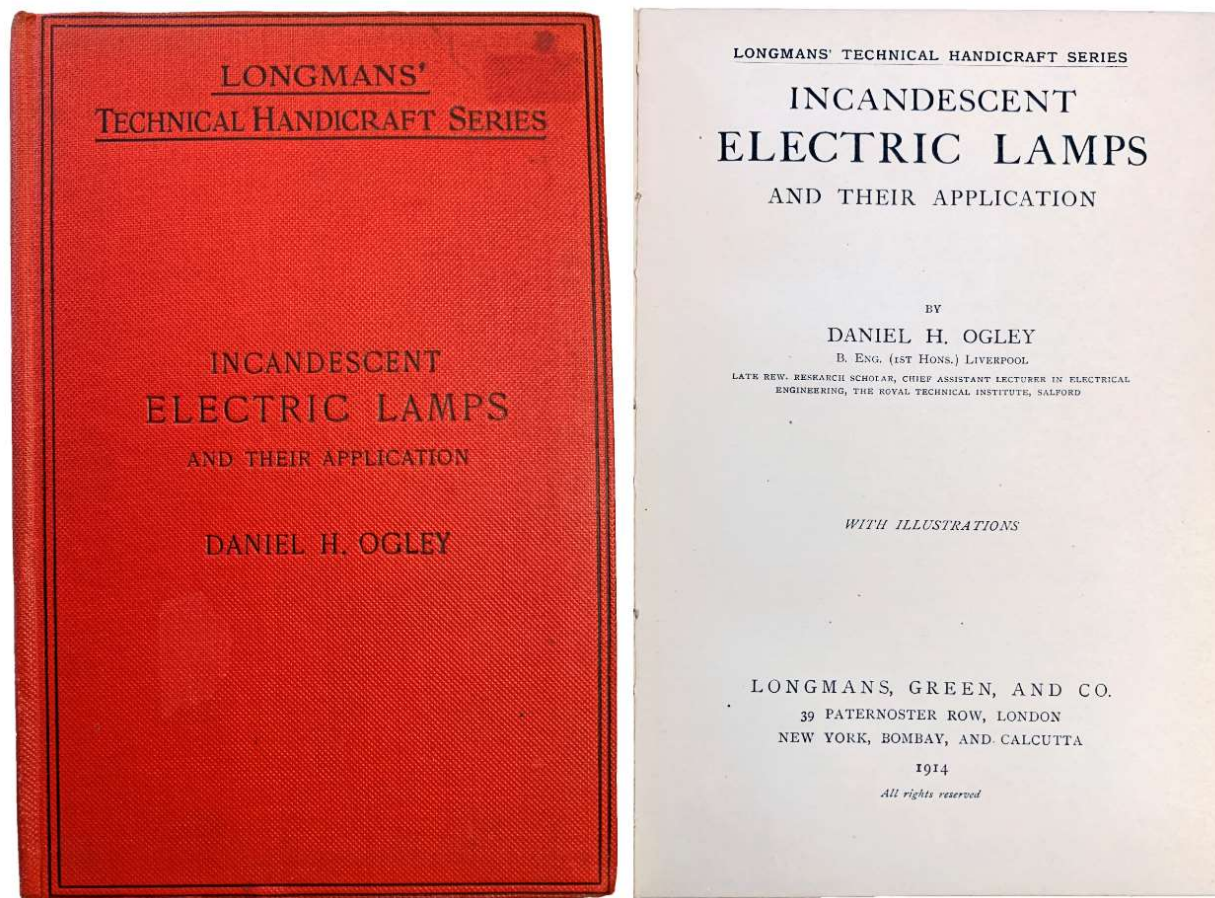 LONGMANS'
TECHNICAL HANDICRAFT SERIES
INCANDESCENT
ELECTRIC LAMPS
AND THEIR APPLICATION
DANIEL H. OGLEY
LONGMANS' TECHNICAL HANDICRAFT SERIES
INCANDESCENT
ELECTRIC LAMPS
AND THEIR APPLICATION
BY
DANIEL H. OGLEY
B. ENG. (1ST HONS.) LIVERPOOL
LATE REW. RESEARCH SCHOLAR, CHIEF ASSISTANT LECTURER IN ELECTRICAL
ENGINEERING, THE ROYAL TECHNICAL INSTITUTE, SALFORD
WITH ILLUSTRATIONS
LONGMANS, GREEN, AND CO.
39 PATERNOSTER ROW, LONDON
NEW YORK, BOMBAY, AND CALCUTTA
1914
All rights reserved